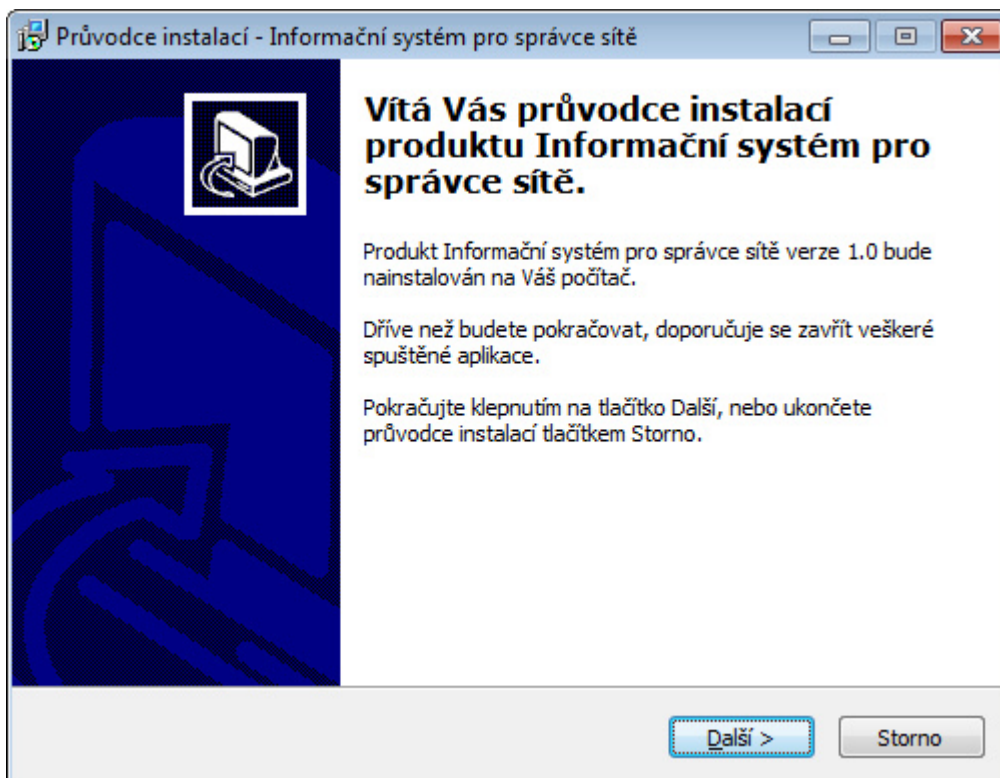 Průvodce instalací - Informační systém pro správce sítě
Vítá Vás průvodce instalací
produktu Informační systém pro
správce sítě.
Produkt Informační systém pro správce sítě verze 1.0 bude
nainstalován na Váš počítač.
Dříve než budete pokračovat, doporučuje se zavřít veškeré
spuštěné aplikace.
Pokračujte klepnutím na tlačítko Další, nebo ukončete
průvodce instalací tlačítkem Storno.
Další >
Storno